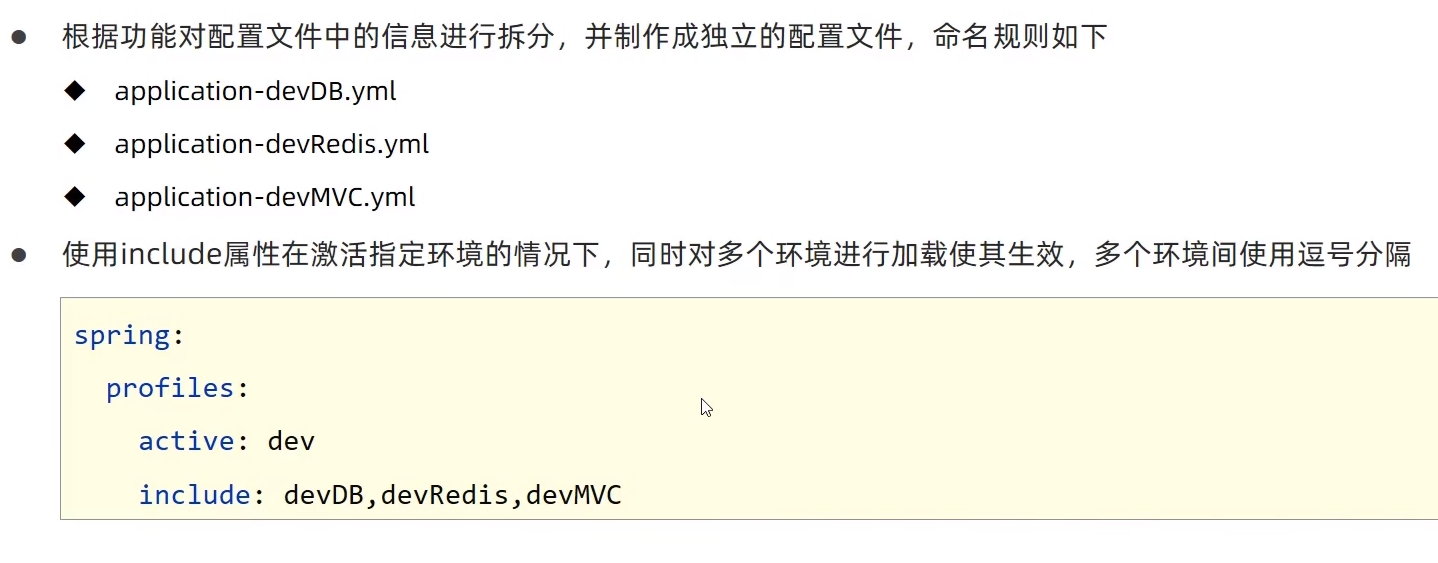 ● 根据功能对配置文件中的信息进行拆分，并制作成独立的配置文件，命名规则如下
◆ application-devDB.yml
◆ application-devRedis.yml
◆ application-devMVC.yml
● 使用include属性在激活指定环境的情况下，同时对多个环境进行加载使其生效，多个环境间使用逗号分隔
spring:
  profiles:
    active: dev
    include: devDB,devRedis,devMVC